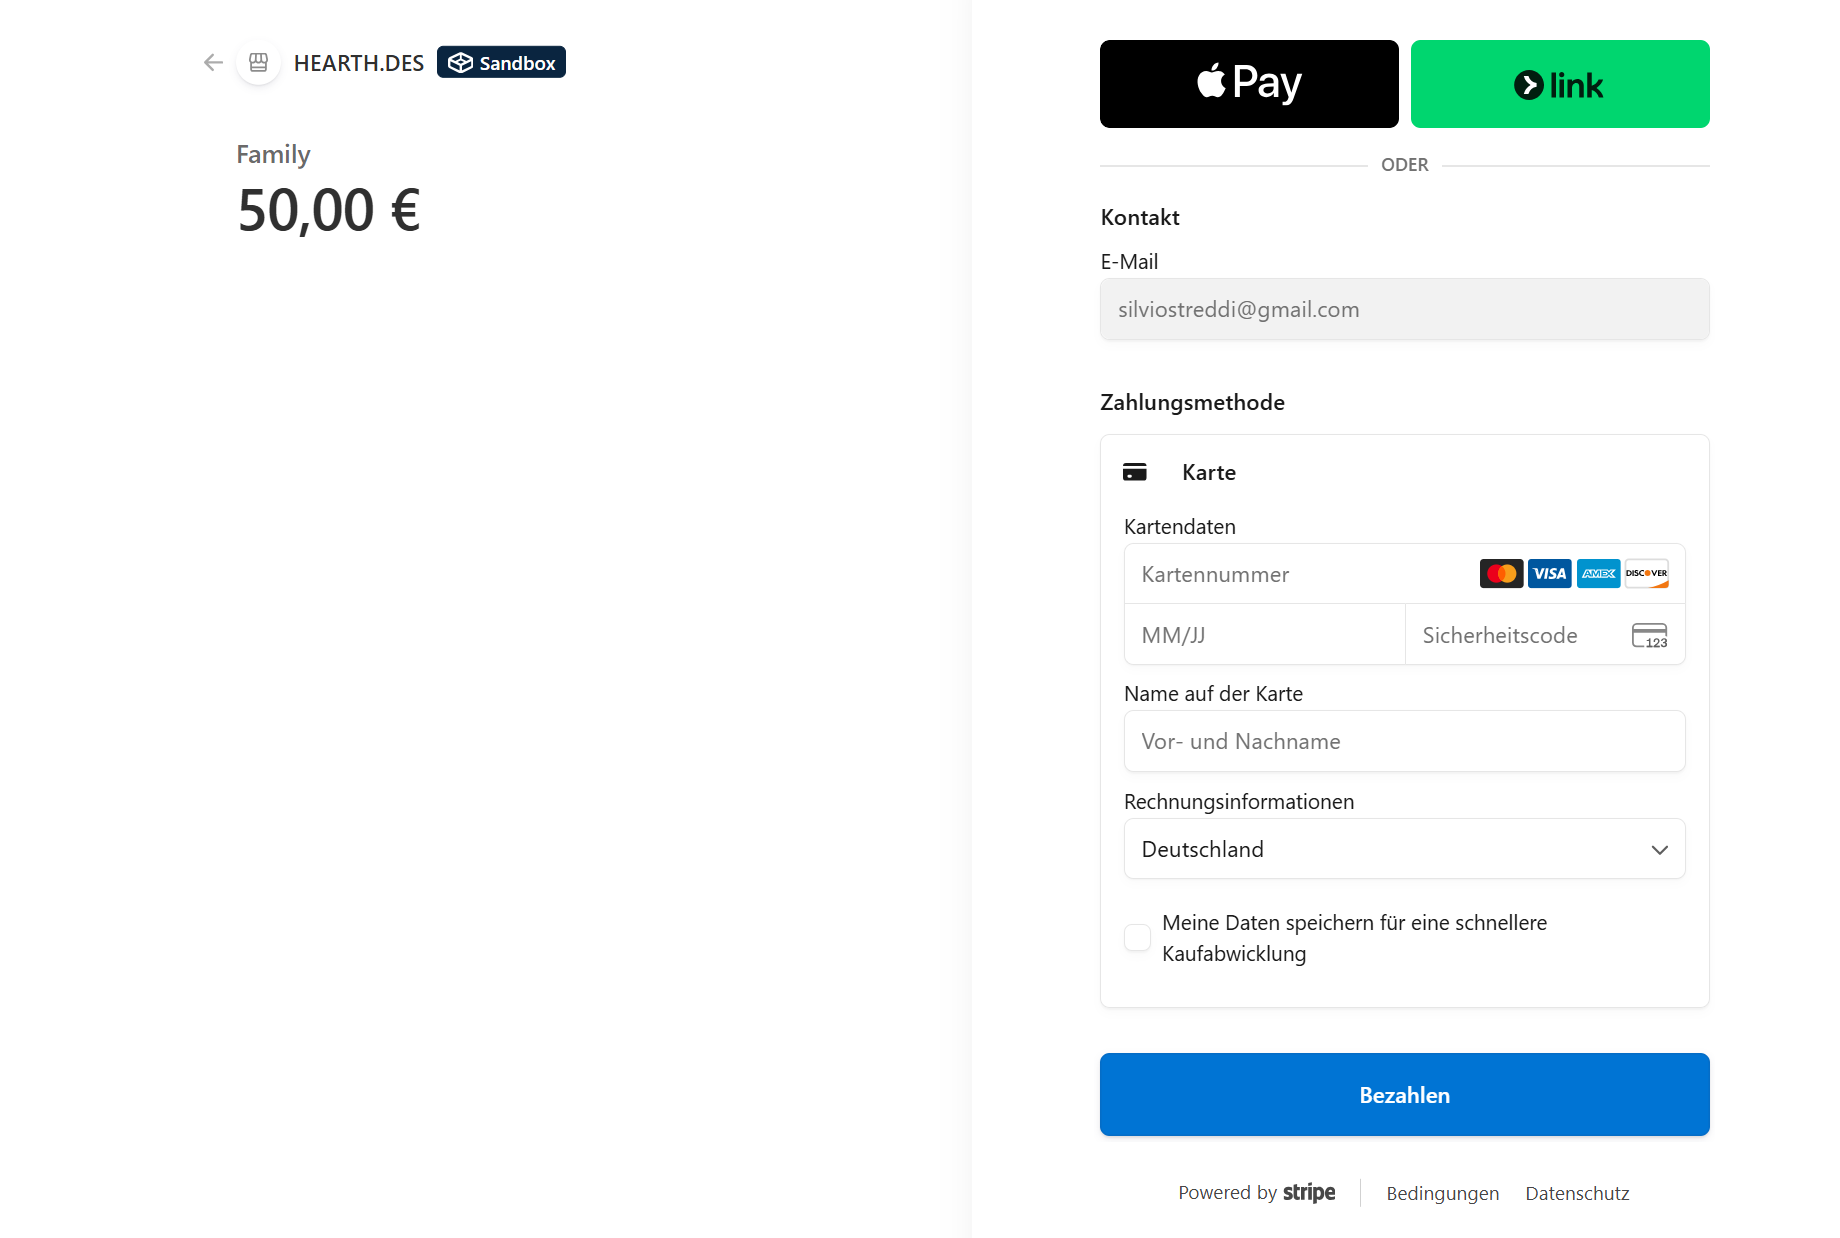 HEARTH.DES
Sandbox
Family
50,00 €
Pay
link
ODER
Kontakt
E-Mail
silviostreddi@gmail.com
Zahlungsmethode
Karte
Kartendaten
Kartennummer
VISA
AMEX
DISCOVER
MM/JJ
Sicherheitscode
123
Name auf der Karte
Vor- und Nachname
Rechnungsinformationen
Deutschland
Meine Daten speichern für eine schnellere
Kaufabwicklung
Bezahlen
Powered by stripe
Bedingungen
Datenschutz